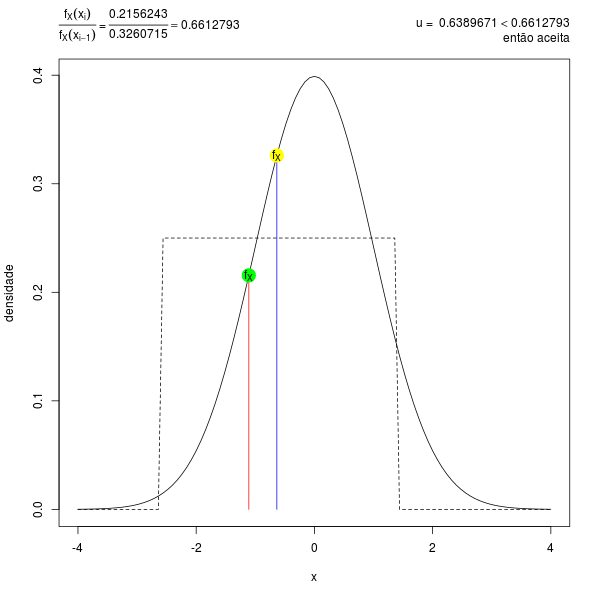 fX(xi)
fX(xi−1)
=
0.2156243
0.3260715
= 0.6612793
u = 0.6389671 < 0.6612793
então aceita
densidade
0.4
0.3
0.2
0.1
0.0
fX
fX
-4 -2 0 2 4
x